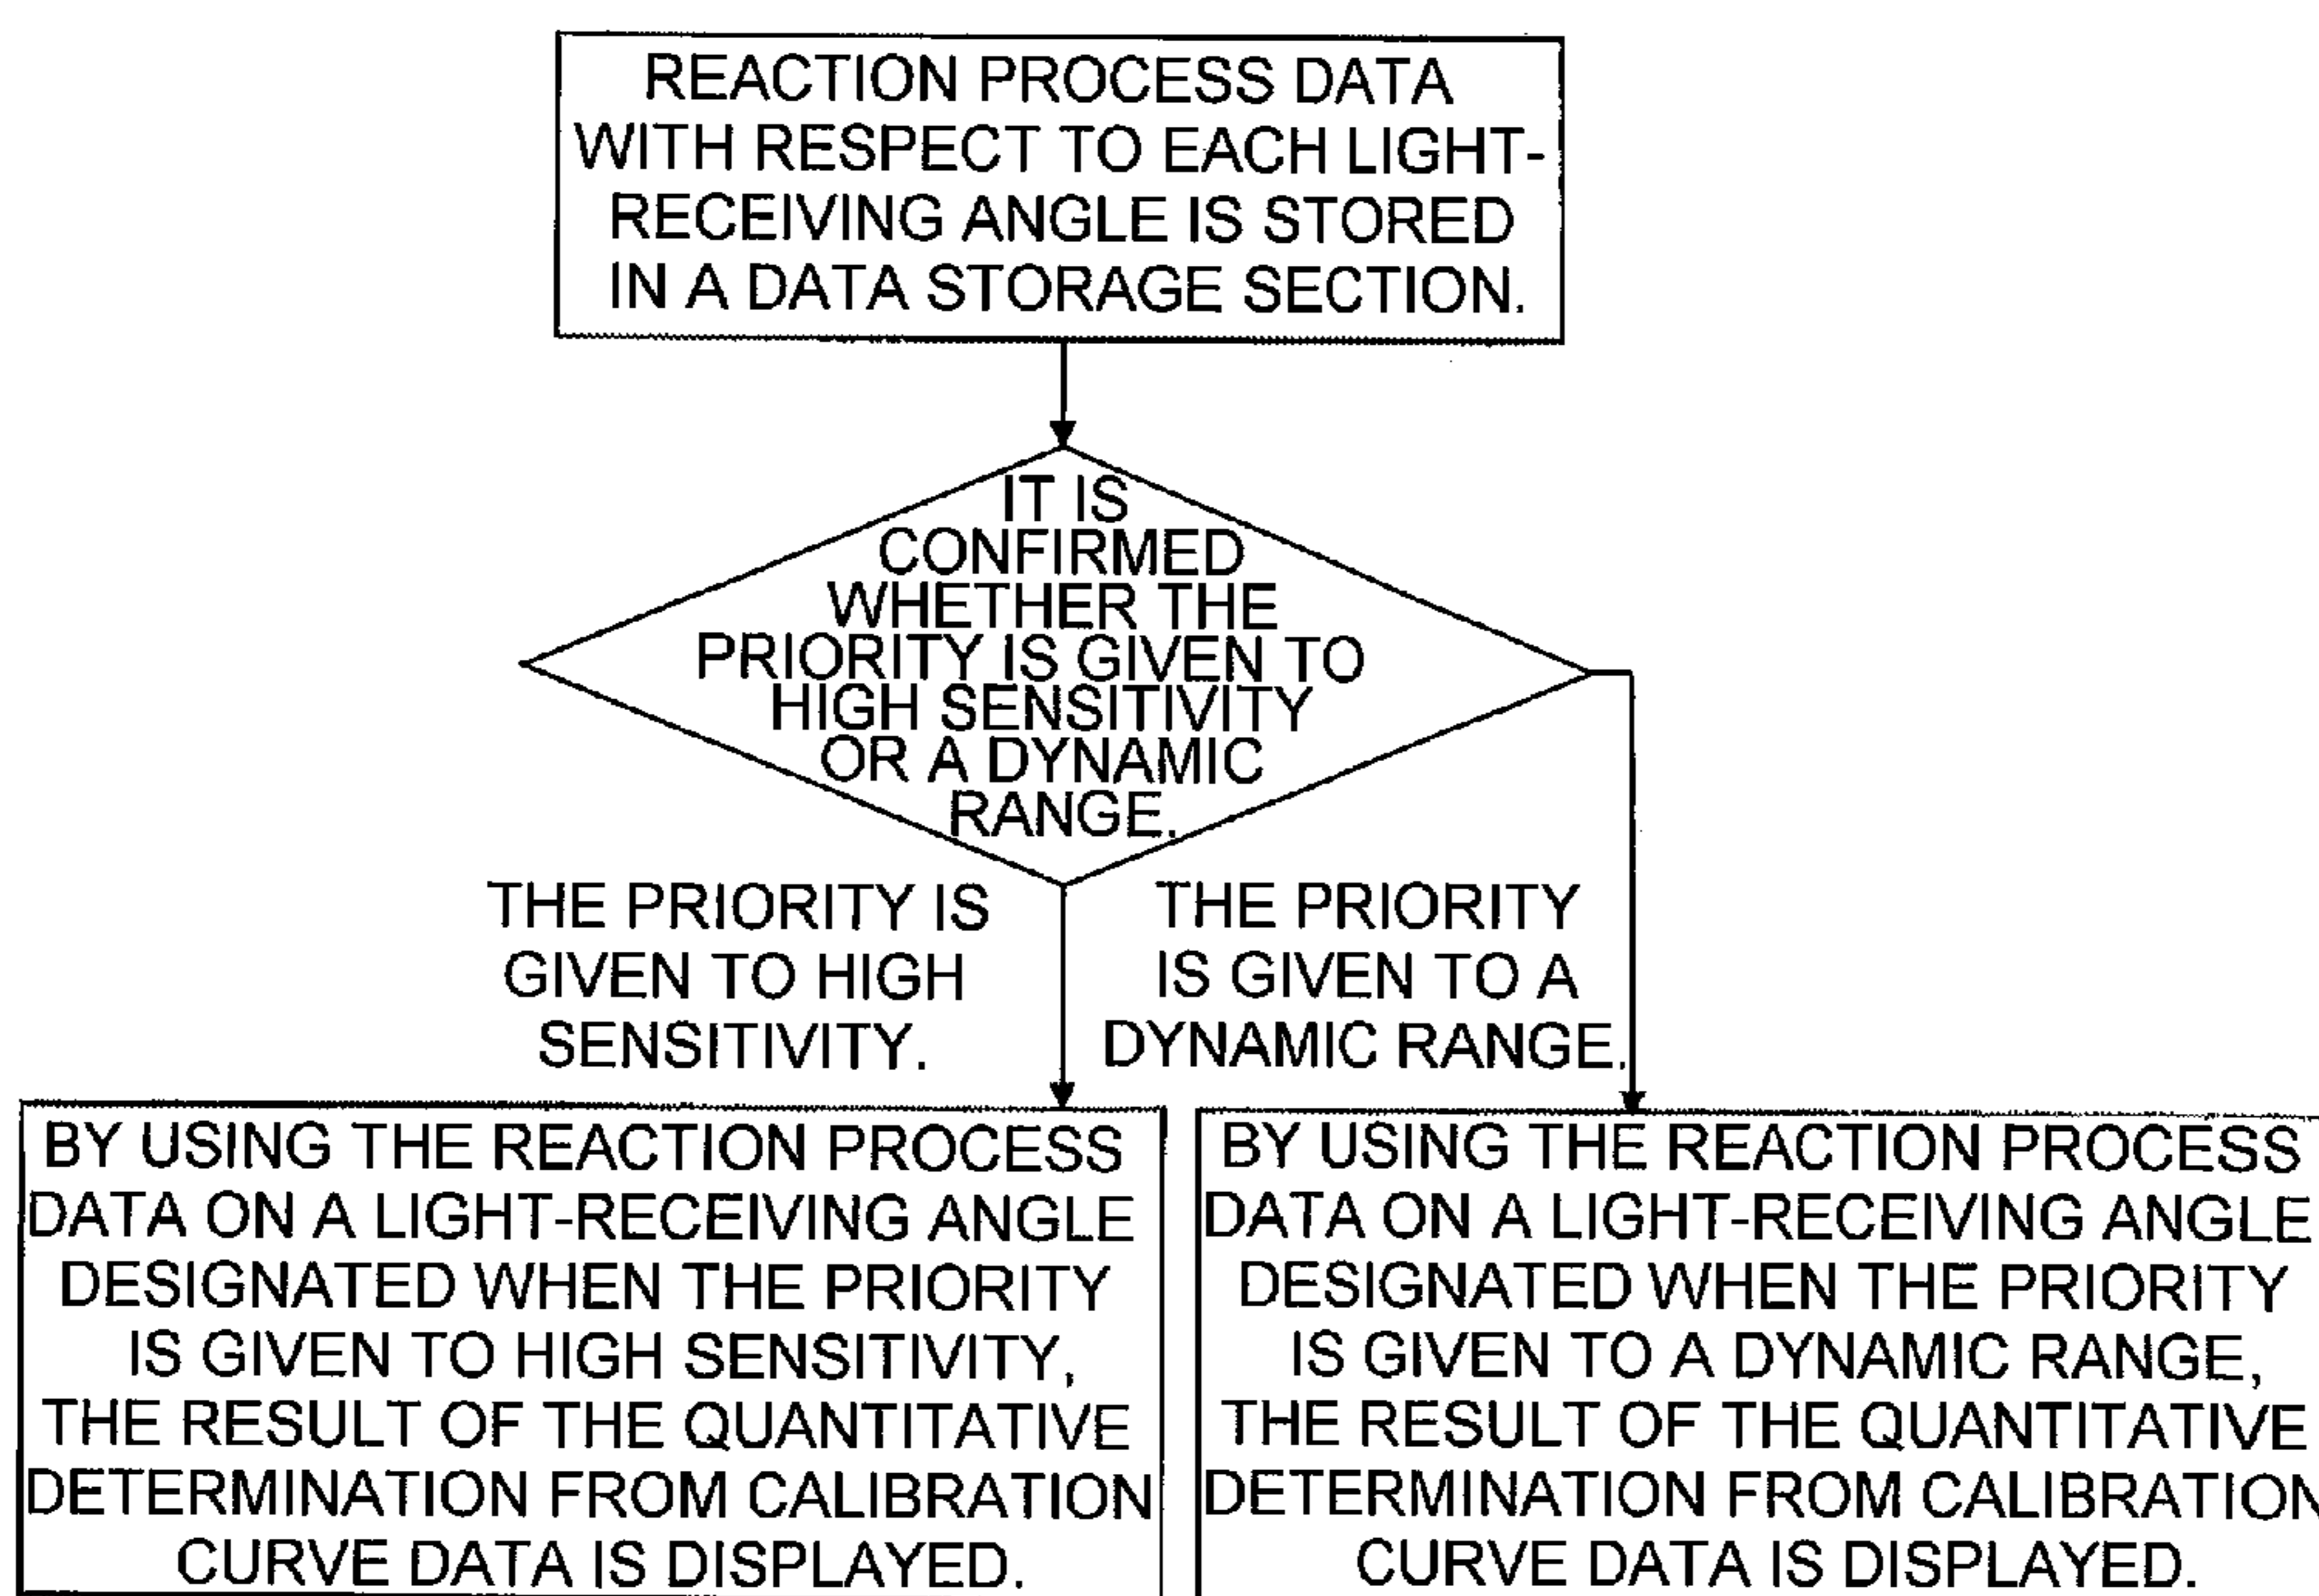 REACTION PROCESS DATA
WITH RESPECT TO EACH LIGHT-
RECEIVING ANGLE IS STORED
IN A DATA STORAGE SECTION.
IT IS
CONFIRMED
WHETHER THE
PRIORITY IS GIVEN TO
HIGH SENSITIVITY
OR A DYNAMIC
RANGE.
THE PRIORITY IS
GIVEN TO HIGH
SENSITIVITY.
THE PRIORITY
IS GIVEN TO A
DYNAMIC RANGE.
BY USING THE REACTION PROCESS
DATA ON A LIGHT-RECEIVING ANGLE
DESIGNATED WHEN THE PRIORITY
IS GIVEN TO HIGH SENSITIVITY,
THE RESULT OF THE QUANTITATIVE
DETERMINATION FROM CALIBRATION
CURVE DATA IS DISPLAYED.
BY USING THE REACTION PROCESS
DATA ON A LIGHT-RECEIVING ANGLE
DESIGNATED WHEN THE PRIORITY
IS GIVEN TO A DYNAMIC RANGE,
THE RESULT OF THE QUANTITATIVE
DETERMINATION FROM CALIBRATION
CURVE DATA IS DISPLAYED.